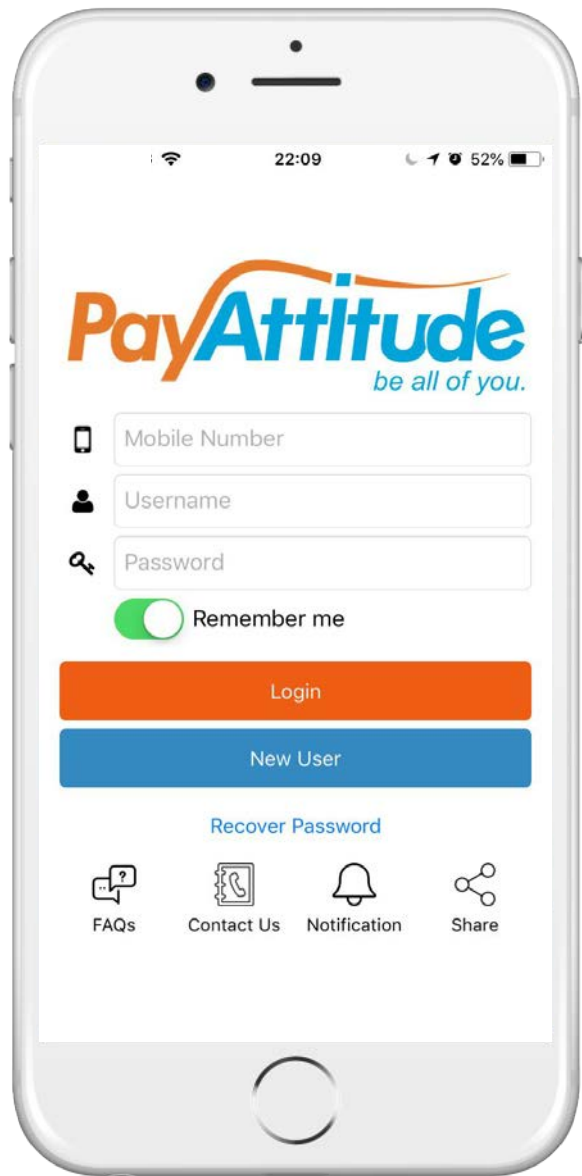 22:09 52%
PayAttitude
be all of you.
Mobile Number
Username
Password
Remember me
Login
New User
Recover Password
FAQs Contact Us Notification Share